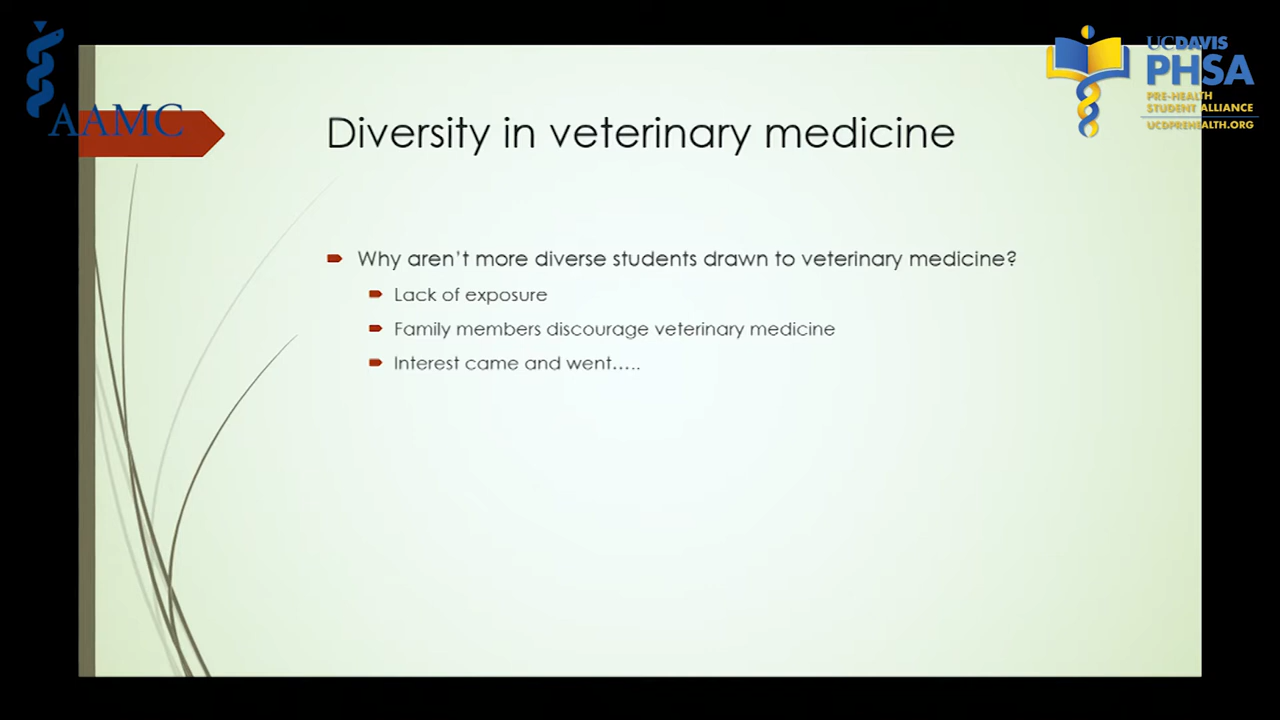 AAMC
UCDAVIS
PHSA
PRE-HEALTH
STUDENT ALLIANCE
UCDPREHEALTH.ORG
Diversity in veterinary medicine
Why aren't more diverse students drawn to veterinary medicine?
Lack of exposure
Family members discourage veterinary medicine
Interest came and went.....